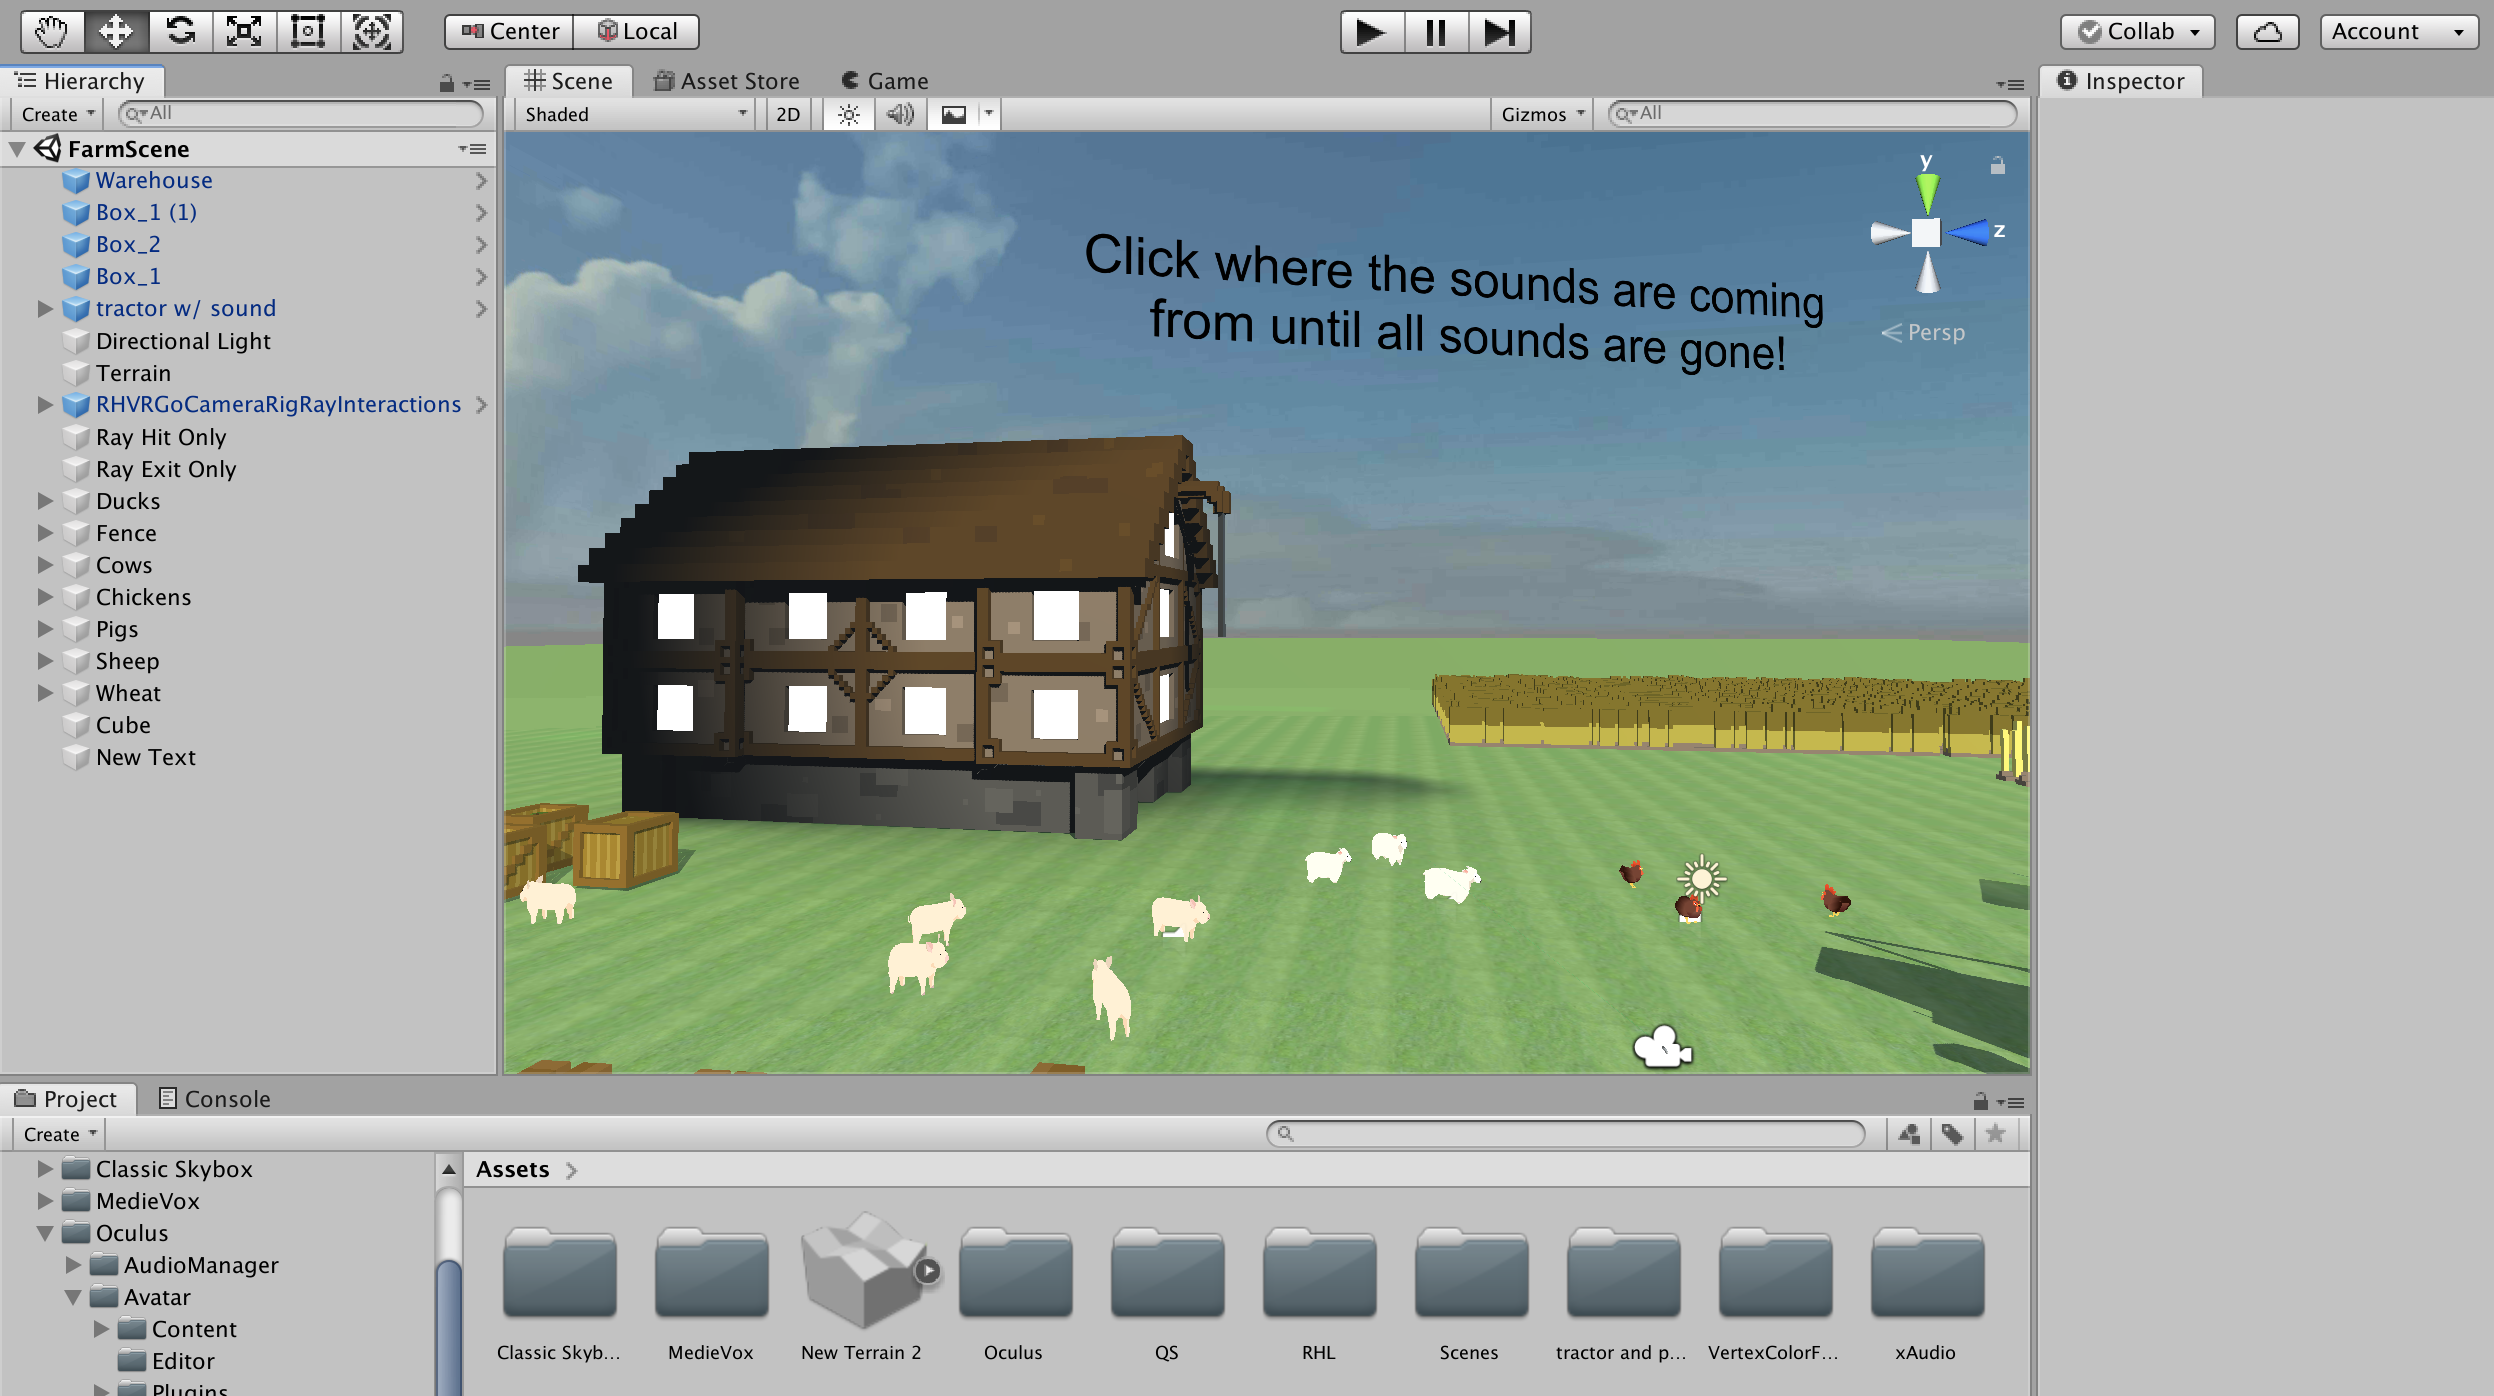 Center
Local
Collab
Account
Hierarchy
Create
All
FarmScene
Warehouse
Box_1 (1)
Box_2
Box_1
tractor w/ sound
Directional Light
Terrain
RHVRGoCameraRigRayInteractions
Ray Hit Only
Ray Exit Only
Ducks
Fence
Cows
Chickens
Pigs
Sheep
Wheat
Cube
New Text
Scene
Asset Store
Game
Shaded
2D
Gizmos
All
Click where the sounds are coming
from until all sounds are gone!
y
z
Persp
Inspector
Project
Console
Create
Classic Skybox
MedieVox
Oculus
AudioManager
Avatar
Content
Editor
Plugins
Assets
Classic Skyb...
MedieVox
New Terrain 2
Oculus
QS
RHL
Scenes
tractor and p...
VertexColorF...
xAudio